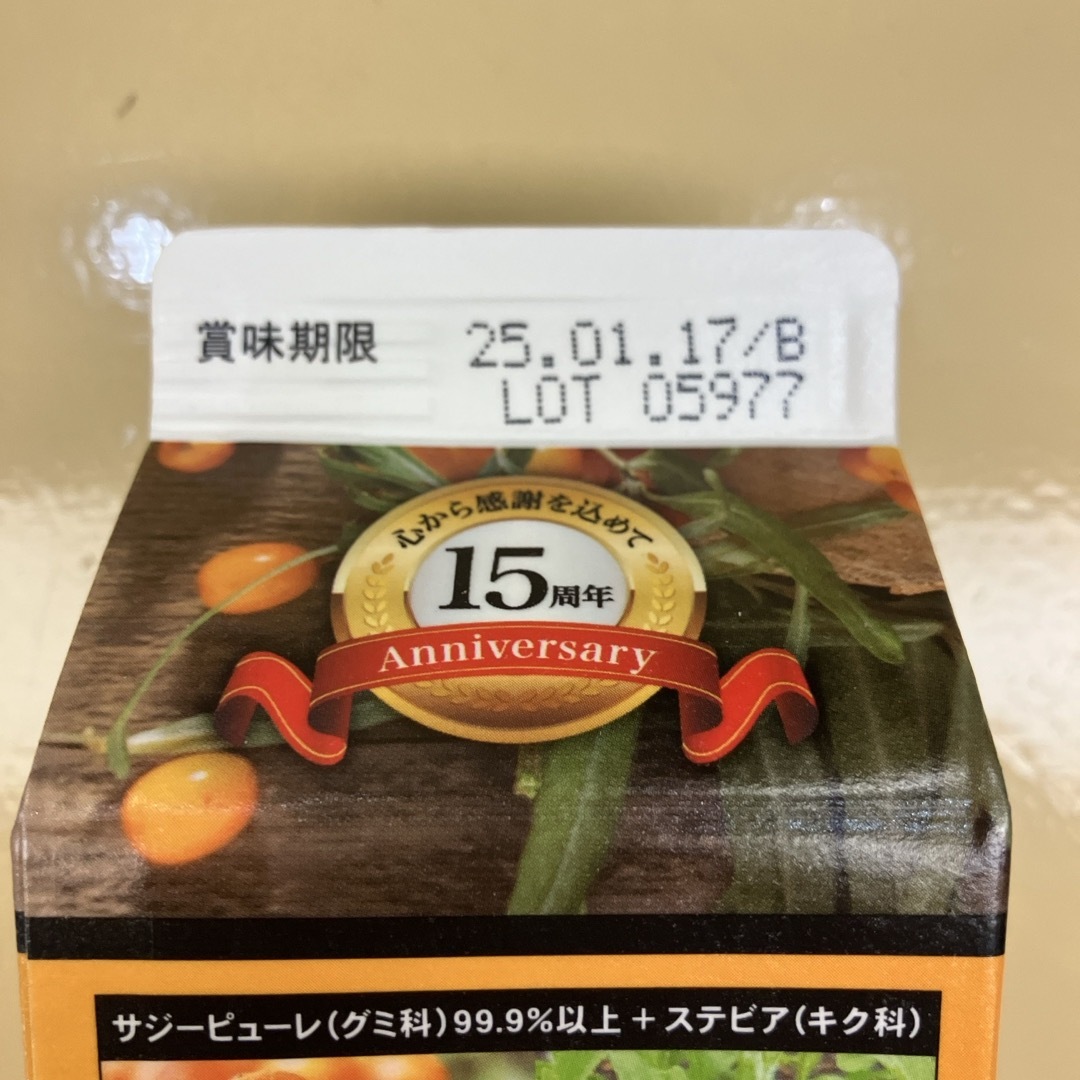 賞味期限 25.01.17/B
LOT 05977
心から感謝を込めて
15周年
Anniversary
サジーピューレ(グミ科)99.9%以上+ステビア(キク科)